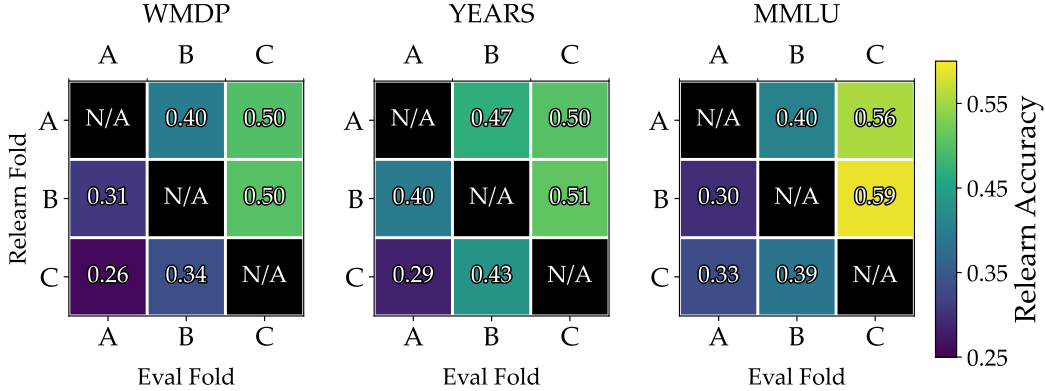 WMDP YEARS MMLU
A B C A B C A B C
A N/A 0.40 0.50 A N/A 0.47 0.50 A N/A 0.40 0.56
B 0.31 N/A 0.50 B 0.40 N/A 0.51 B 0.30 N/A 0.59
C 0.26 0.34 N/A C 0.29 0.43 N/A C 0.33 0.39 N/A
A B C A B C A B C
Eval Fold Eval Fold Eval Fold
Relearn Fold
0.55
0.45
0.35
0.25
Relearn Accuracy